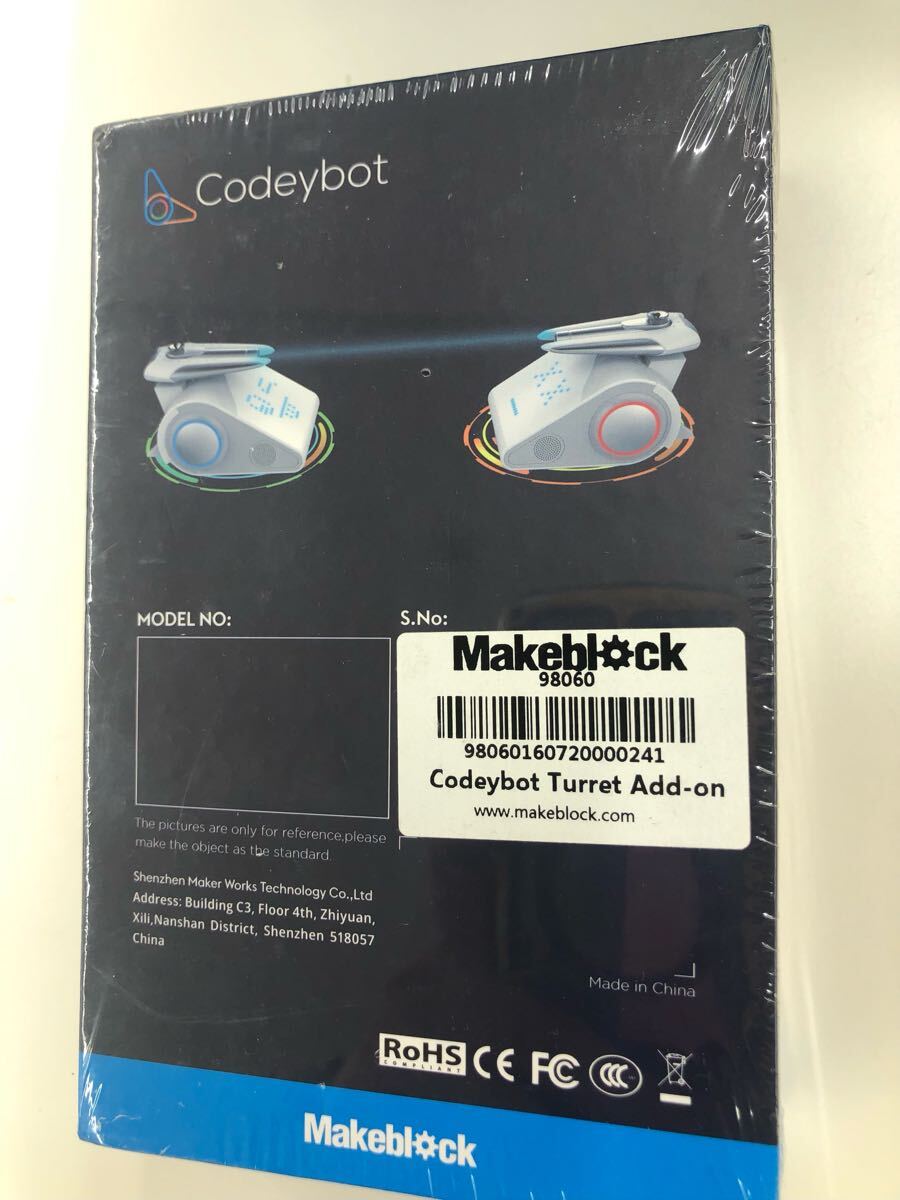 Codeybot
MODEL NO:
S.No:
Makeblock
98060
98060160720000241
Codeybot Turret Add-on
www.makeblock.com
The pictures are only for reference,please
make the object as the standard.
Shenzhen Maker Works Technology Co.,Ltd
Address: Building C3, Floor 4th, Zhiyuan,
Xili,Nanshan District, Shenzhen 518057
China
Made in China
RoHS
COMPLIANT
CE FC CCC
Makeblock